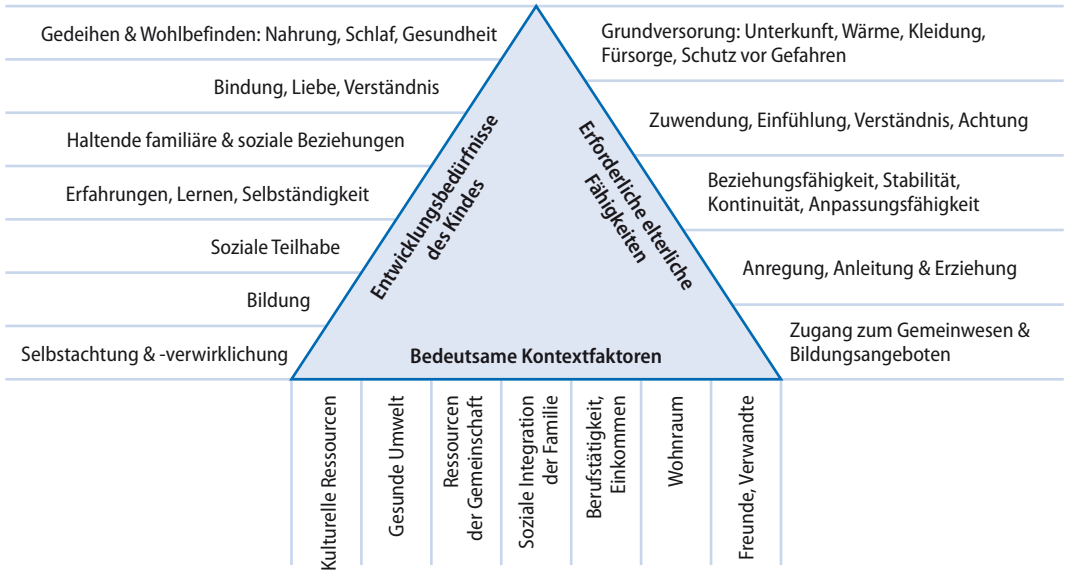 Gedeihen & Wohlbefinden: Nahrung, Schlaf, Gesundheit
Bindung, Liebe, Verständnis
Haltende familiäre & soziale Beziehungen
Erfahrungen, Lernen, Selbständigkeit
Soziale Teilhabe
Bildung
Selbstachtung & -verwirklichung
Entwicklungsbedürfnisse
des Kindes
Erforderliche elterliche
Fähigkeiten
Bedeutsame Kontextfaktoren
Grundversorgung: Unterkunft, Wärme, Kleidung,
Fürsorge, Schutz vor Gefahren
Zuwendung, Einfühlung, Verständnis, Achtung
Beziehungsfähigkeit, Stabilität,
Kontinuität, Anpassungsfähigkeit
Anregung, Anleitung & Erziehung
Zugang zum Gemeinwesen &
Bildungsangeboten
Kulturelle Ressourcen
Gesunde Umwelt
Ressourcen
der Gemeinschaft
Soziale Integration
der Familie
Berufstätigkeit,
Einkommen
Wohnraum
Freunde, Verwandte